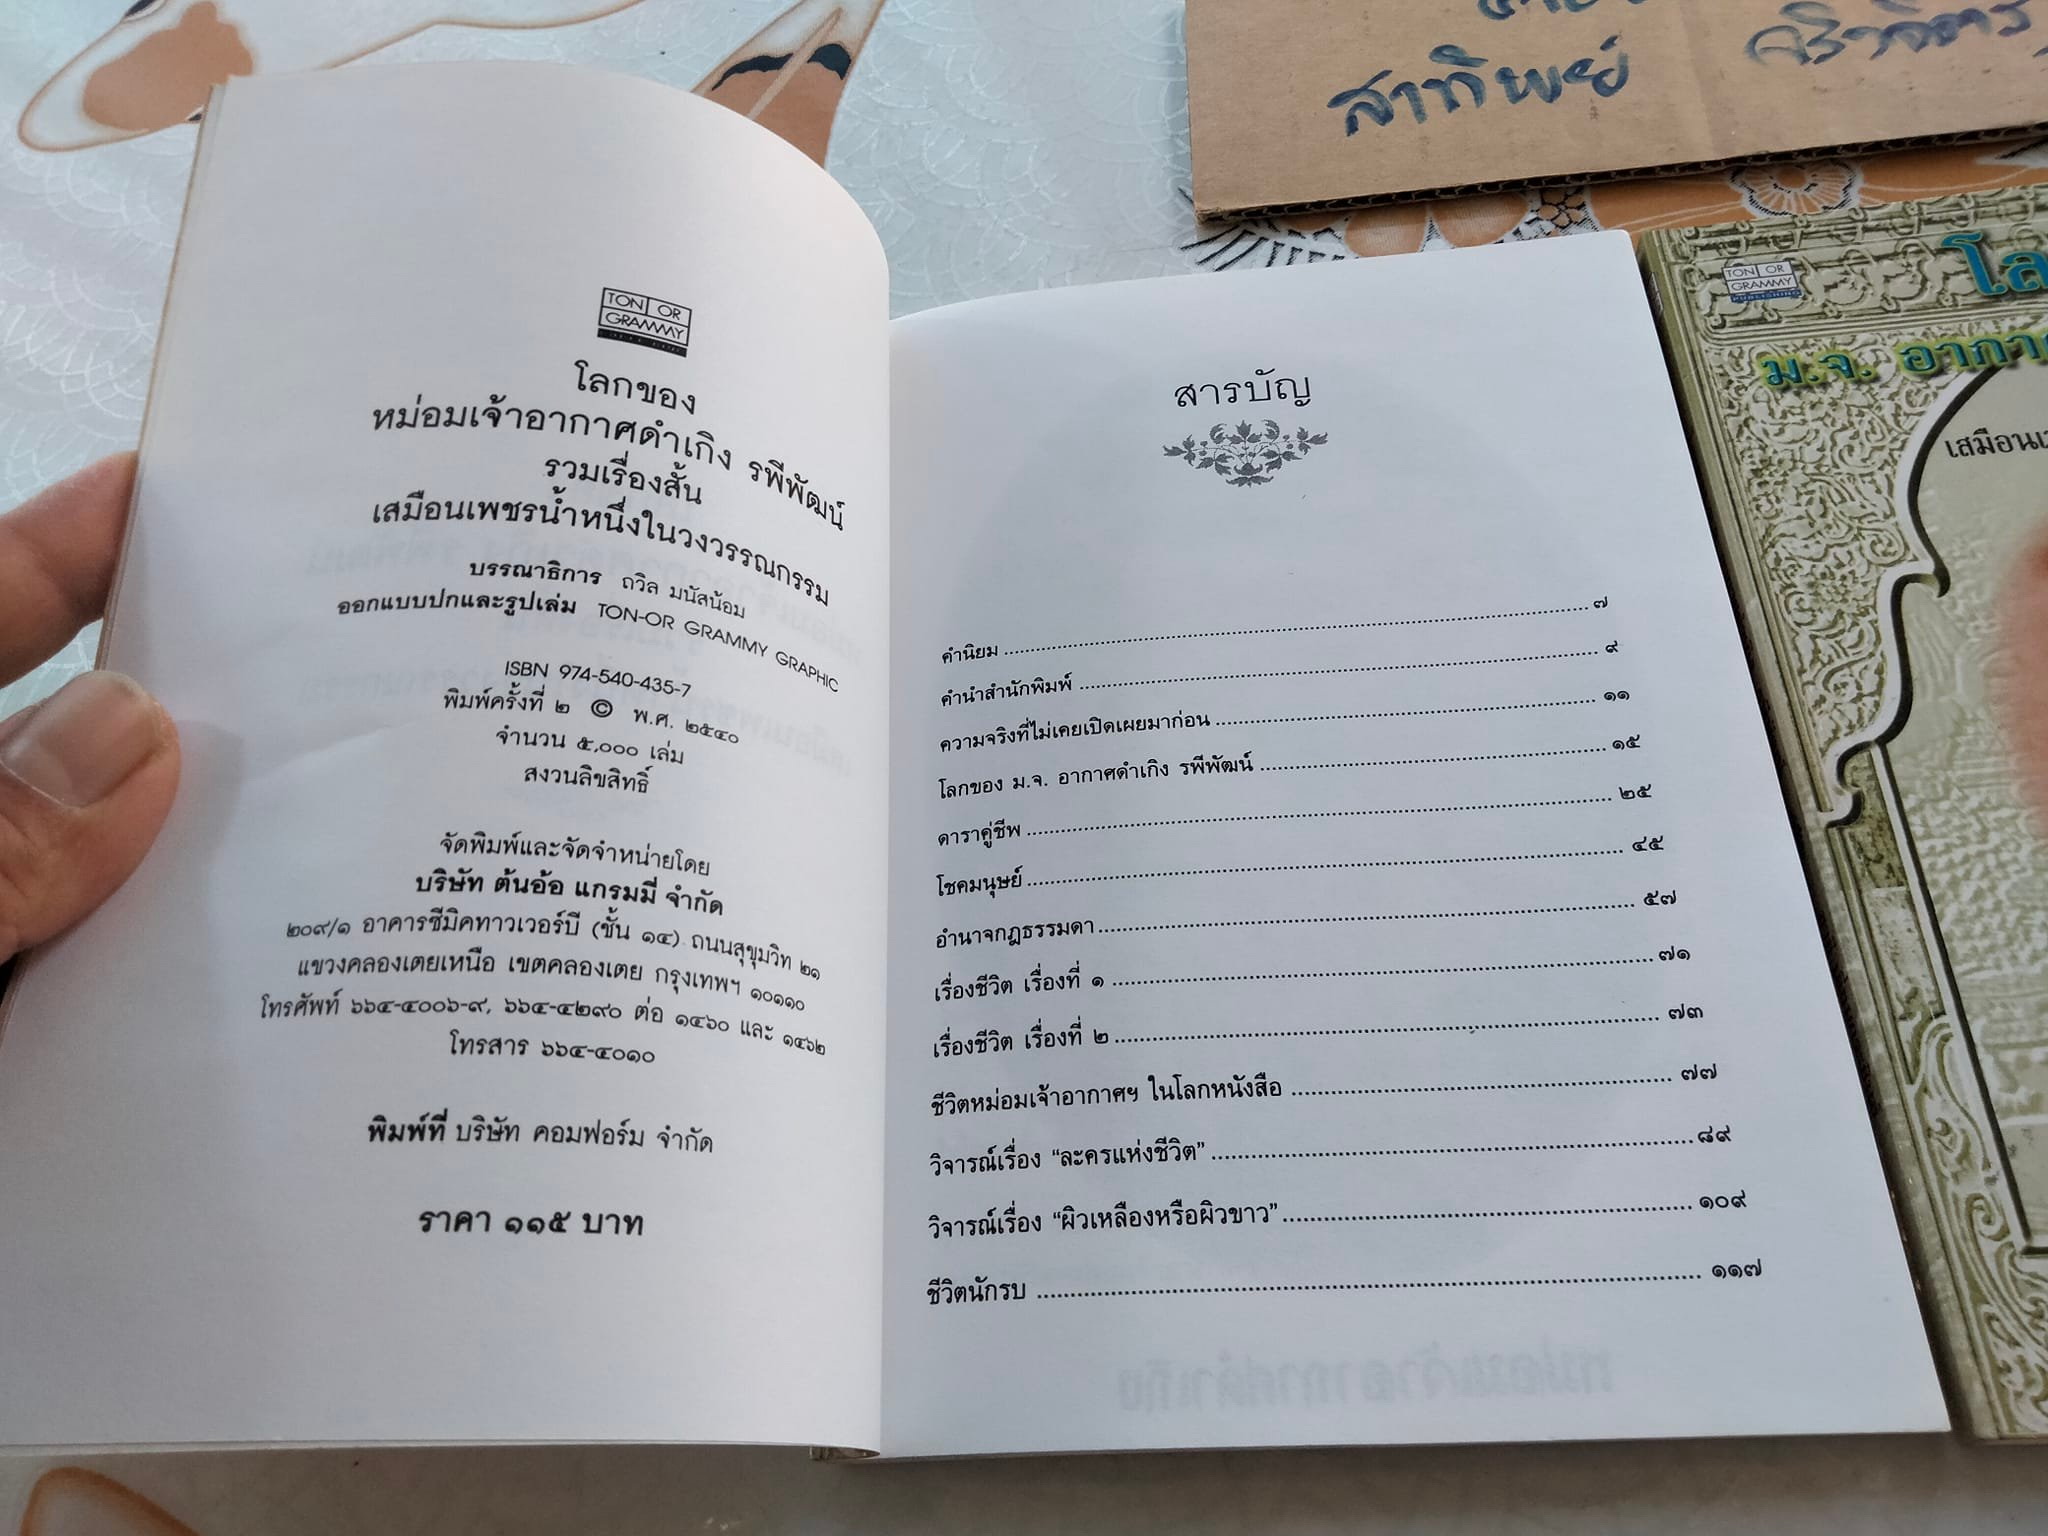 TON OR
GRAMMY
โลกของ
หม่อมเจ้าอากาศดำเกิง รพีพัฒน์
รวมเรื่องสั้น
เสมือนเพชรน้ำหนึ่งในวงวรรณกรรม
บรรณาธิการ ถวิล มนัสน้อม
ออกแบบปกและรูปเล่ม TON-OR GRAMMY GRAPHIC
ISBN 974-540-435-7
พิมพ์ครั้งที่ ๒ © พ.ศ. ๒๕๔๐
จำนวน ๕,๐๐๐ เล่ม
สงวนลิขสิทธิ์
จัดพิมพ์และจัดจำหน่ายโดย
บริษัท ต้นอ้อ แกรมมี่ จำกัด
๒๐๙/๑ อาคารซีมิคทาวเวอร์บี (ชั้น ๑๔) ถนนสุขุมวิท ๒๑
แขวงคลองเตยเหนือ เขตคลองเตย กรุงเทพฯ ๑๐๑๑๐
โทรศัพท์ ๖๖๔-๔๐๐๖-๙, ๖๖๔-๔๒๙๐ ต่อ ๑๔๖๐ และ ๑๔๖๒
โทรสาร ๖๖๔-๔๐๑๐
พิมพ์ที่ บริษัท คอมฟอร์ม จำกัด
ราคา ๑๑๕ บาท
สารบัญ
คำนิยม ........ ๗
คำนำสำนักพิมพ์ ........ ๙
ความจริงที่ไม่เคยเปิดเผยมาก่อน ........ ๑๑
โลกของ ม.จ. อากาศดำเกิง รพีพัฒน์ ........ ๑๕
ดาราคู่ชีพ ........ ๒๕
โชคมนุษย์ ........ ๔๕
อำนาจกฎธรรมดา ........ ๕๗
เรื่องชีวิต เรื่องที่ ๑ ........ ๗๑
เรื่องชีวิต เรื่องที่ ๒ ........ ๗๓
ชีวิตหม่อมเจ้าอากาศฯ ในโลกหนังสือ ........ ๗๗
วิจารณ์เรื่อง “ละครแห่งชีวิต” ........ ๘๙
วิจารณ์เรื่อง “ผิวเหลืองหรือผิวขาว” ........ ๑๐๙
ชีวิตนักรบ ........ ๑๑๗
สาทิพย์
TON OR
GRAMMY
PUBLISHING
โล
ม.จ. อากา
เสมือนเ